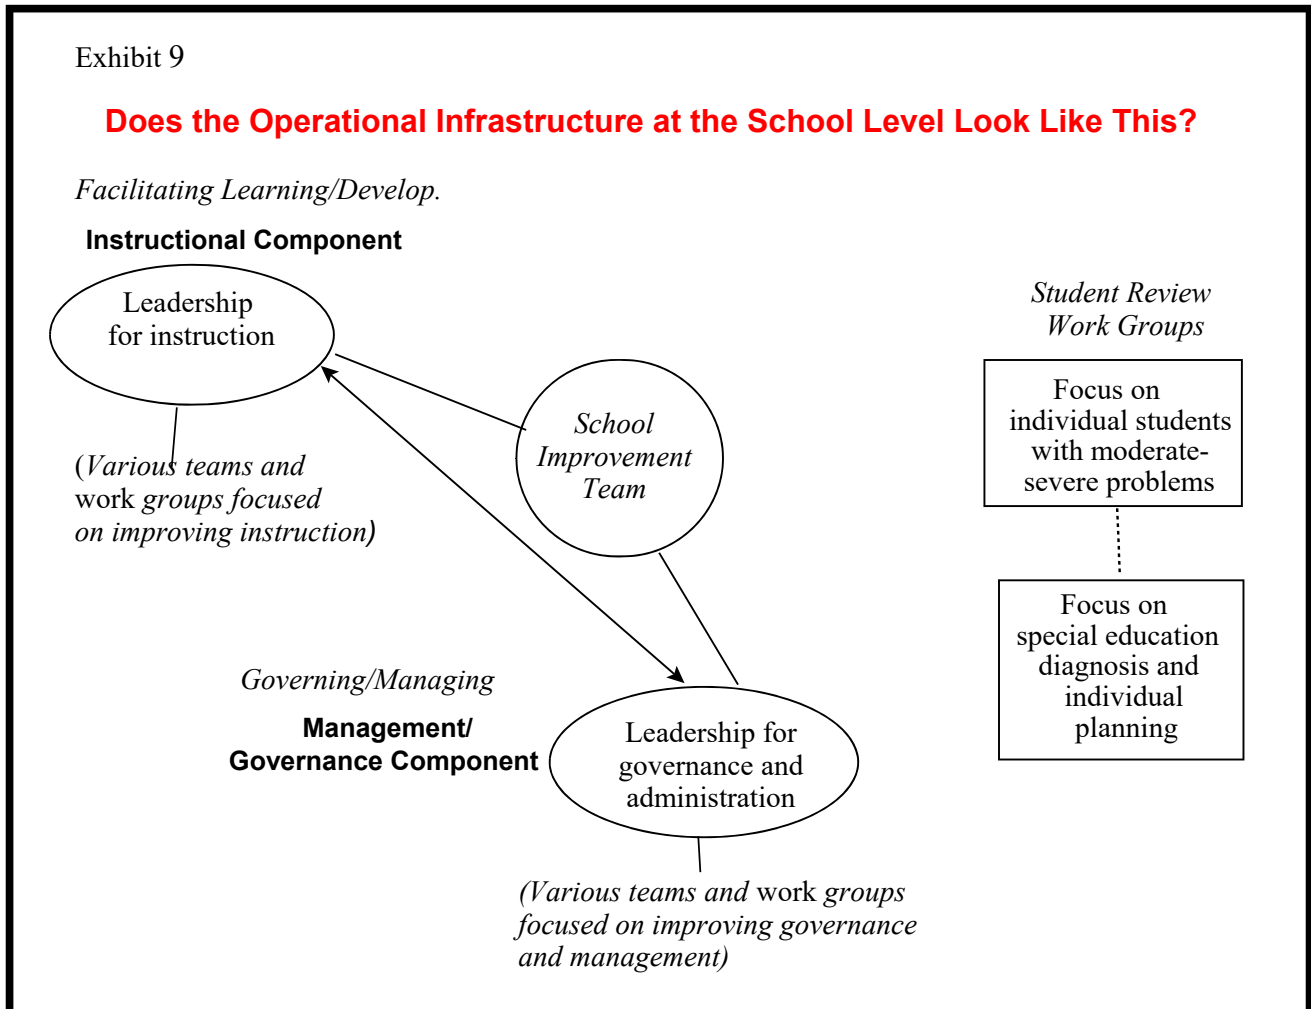 Exhibit 9
Does the Operational Infrastructure at the School Level Look Like This?
Facilitating Learning/Develop.
Instructional Component
Leadership
for instruction
(Various teams and
work groups focused
on improving instruction)
School
Improvement
Team
Student Review
Work Groups
Focus on
individual students
with moderate-
severe problems
Focus on
special education
diagnosis and
individual
planning
Governing/Managing
Management/
Governance Component
Leadership for
governance and
administration
(Various teams and work groups
focused on improving governance
and management)